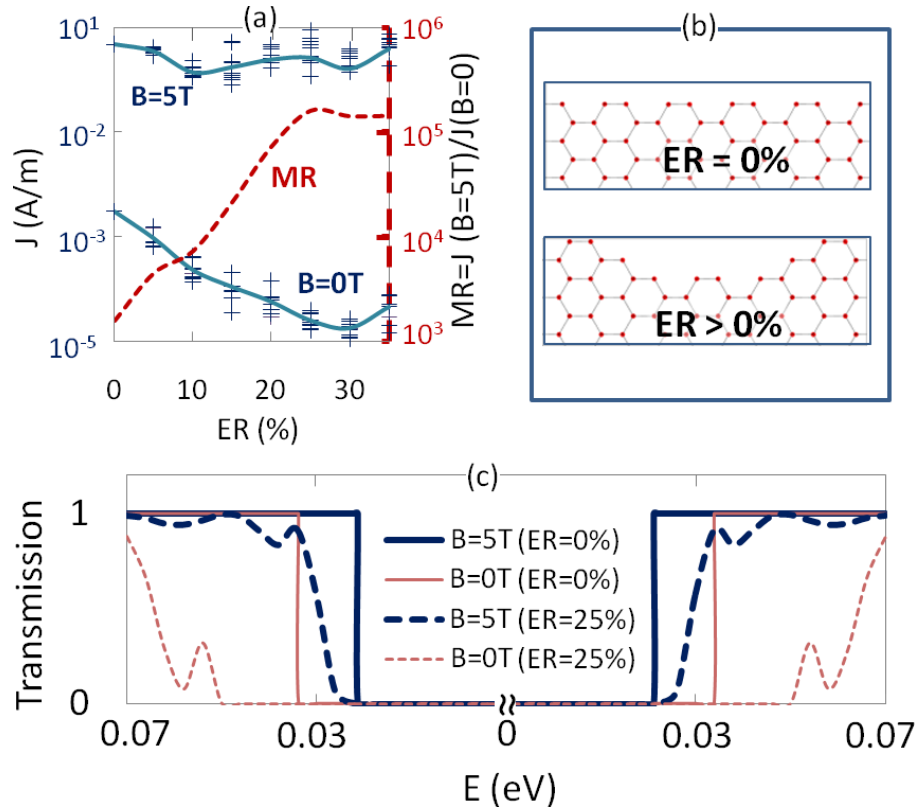 (a)
10^1
10^-2
10^-3
10^-5
J (A/m)
B=5T
MR
B=0T
10^6
10^5
10^4
10^3
MR=J (B=5T)/J(B=0)
0 10 20 30
ER (%)
(b)
ER = 0%
ER > 0%
(c)
Transmission
1
0
B=5T (ER=0%)
B=0T (ER=0%)
B=5T (ER=25%)
B=0T (ER=25%)
0.07 0.03 0 0.03 0.07
E (eV)